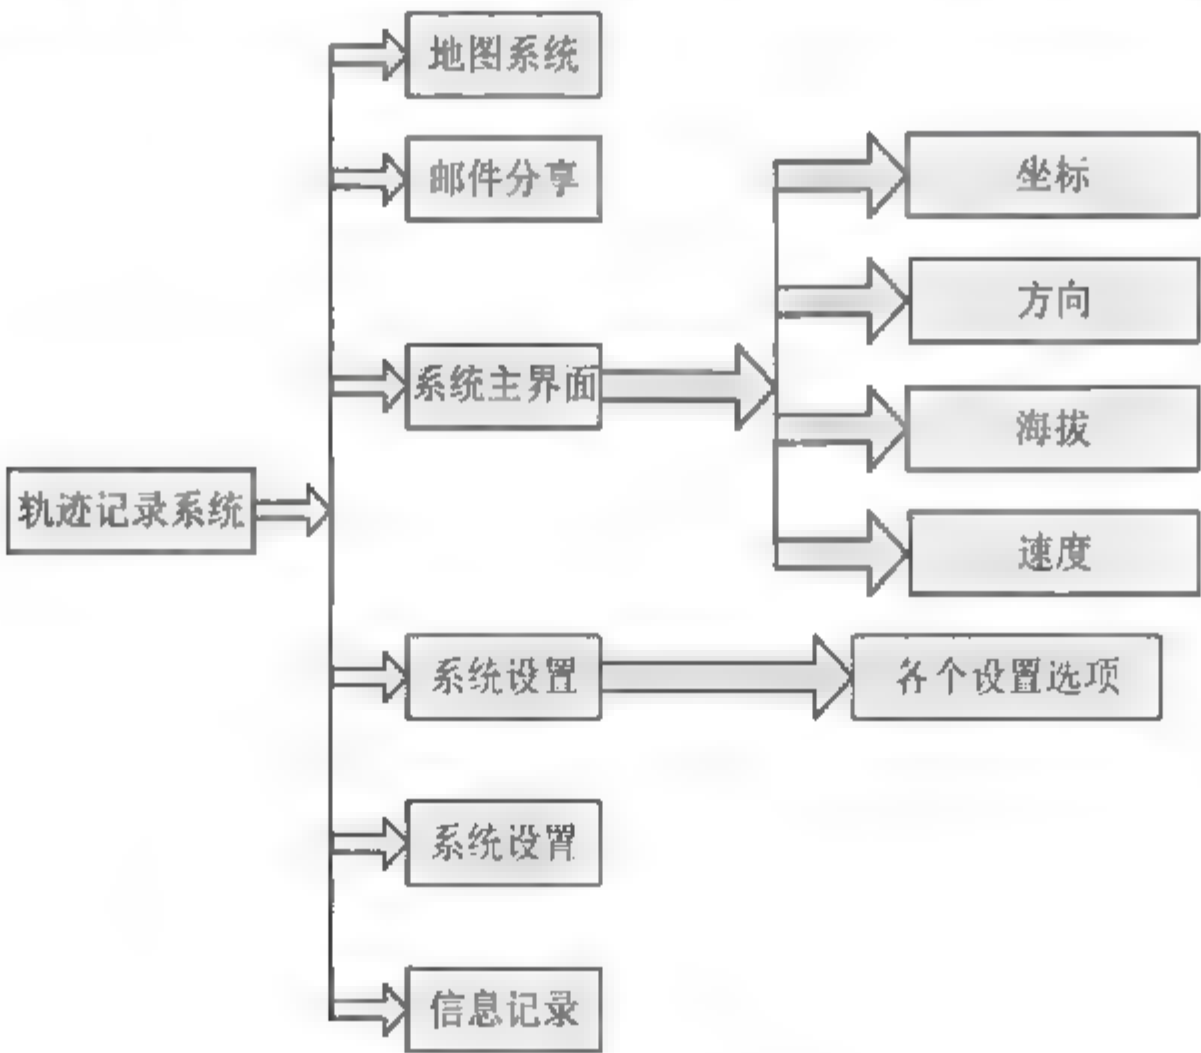 地图系统
邮件分享
坐标
方向
系统主界面
海拔
轨迹记录系统
速度
系统设置
各个设置选项
系统设置
信息记录